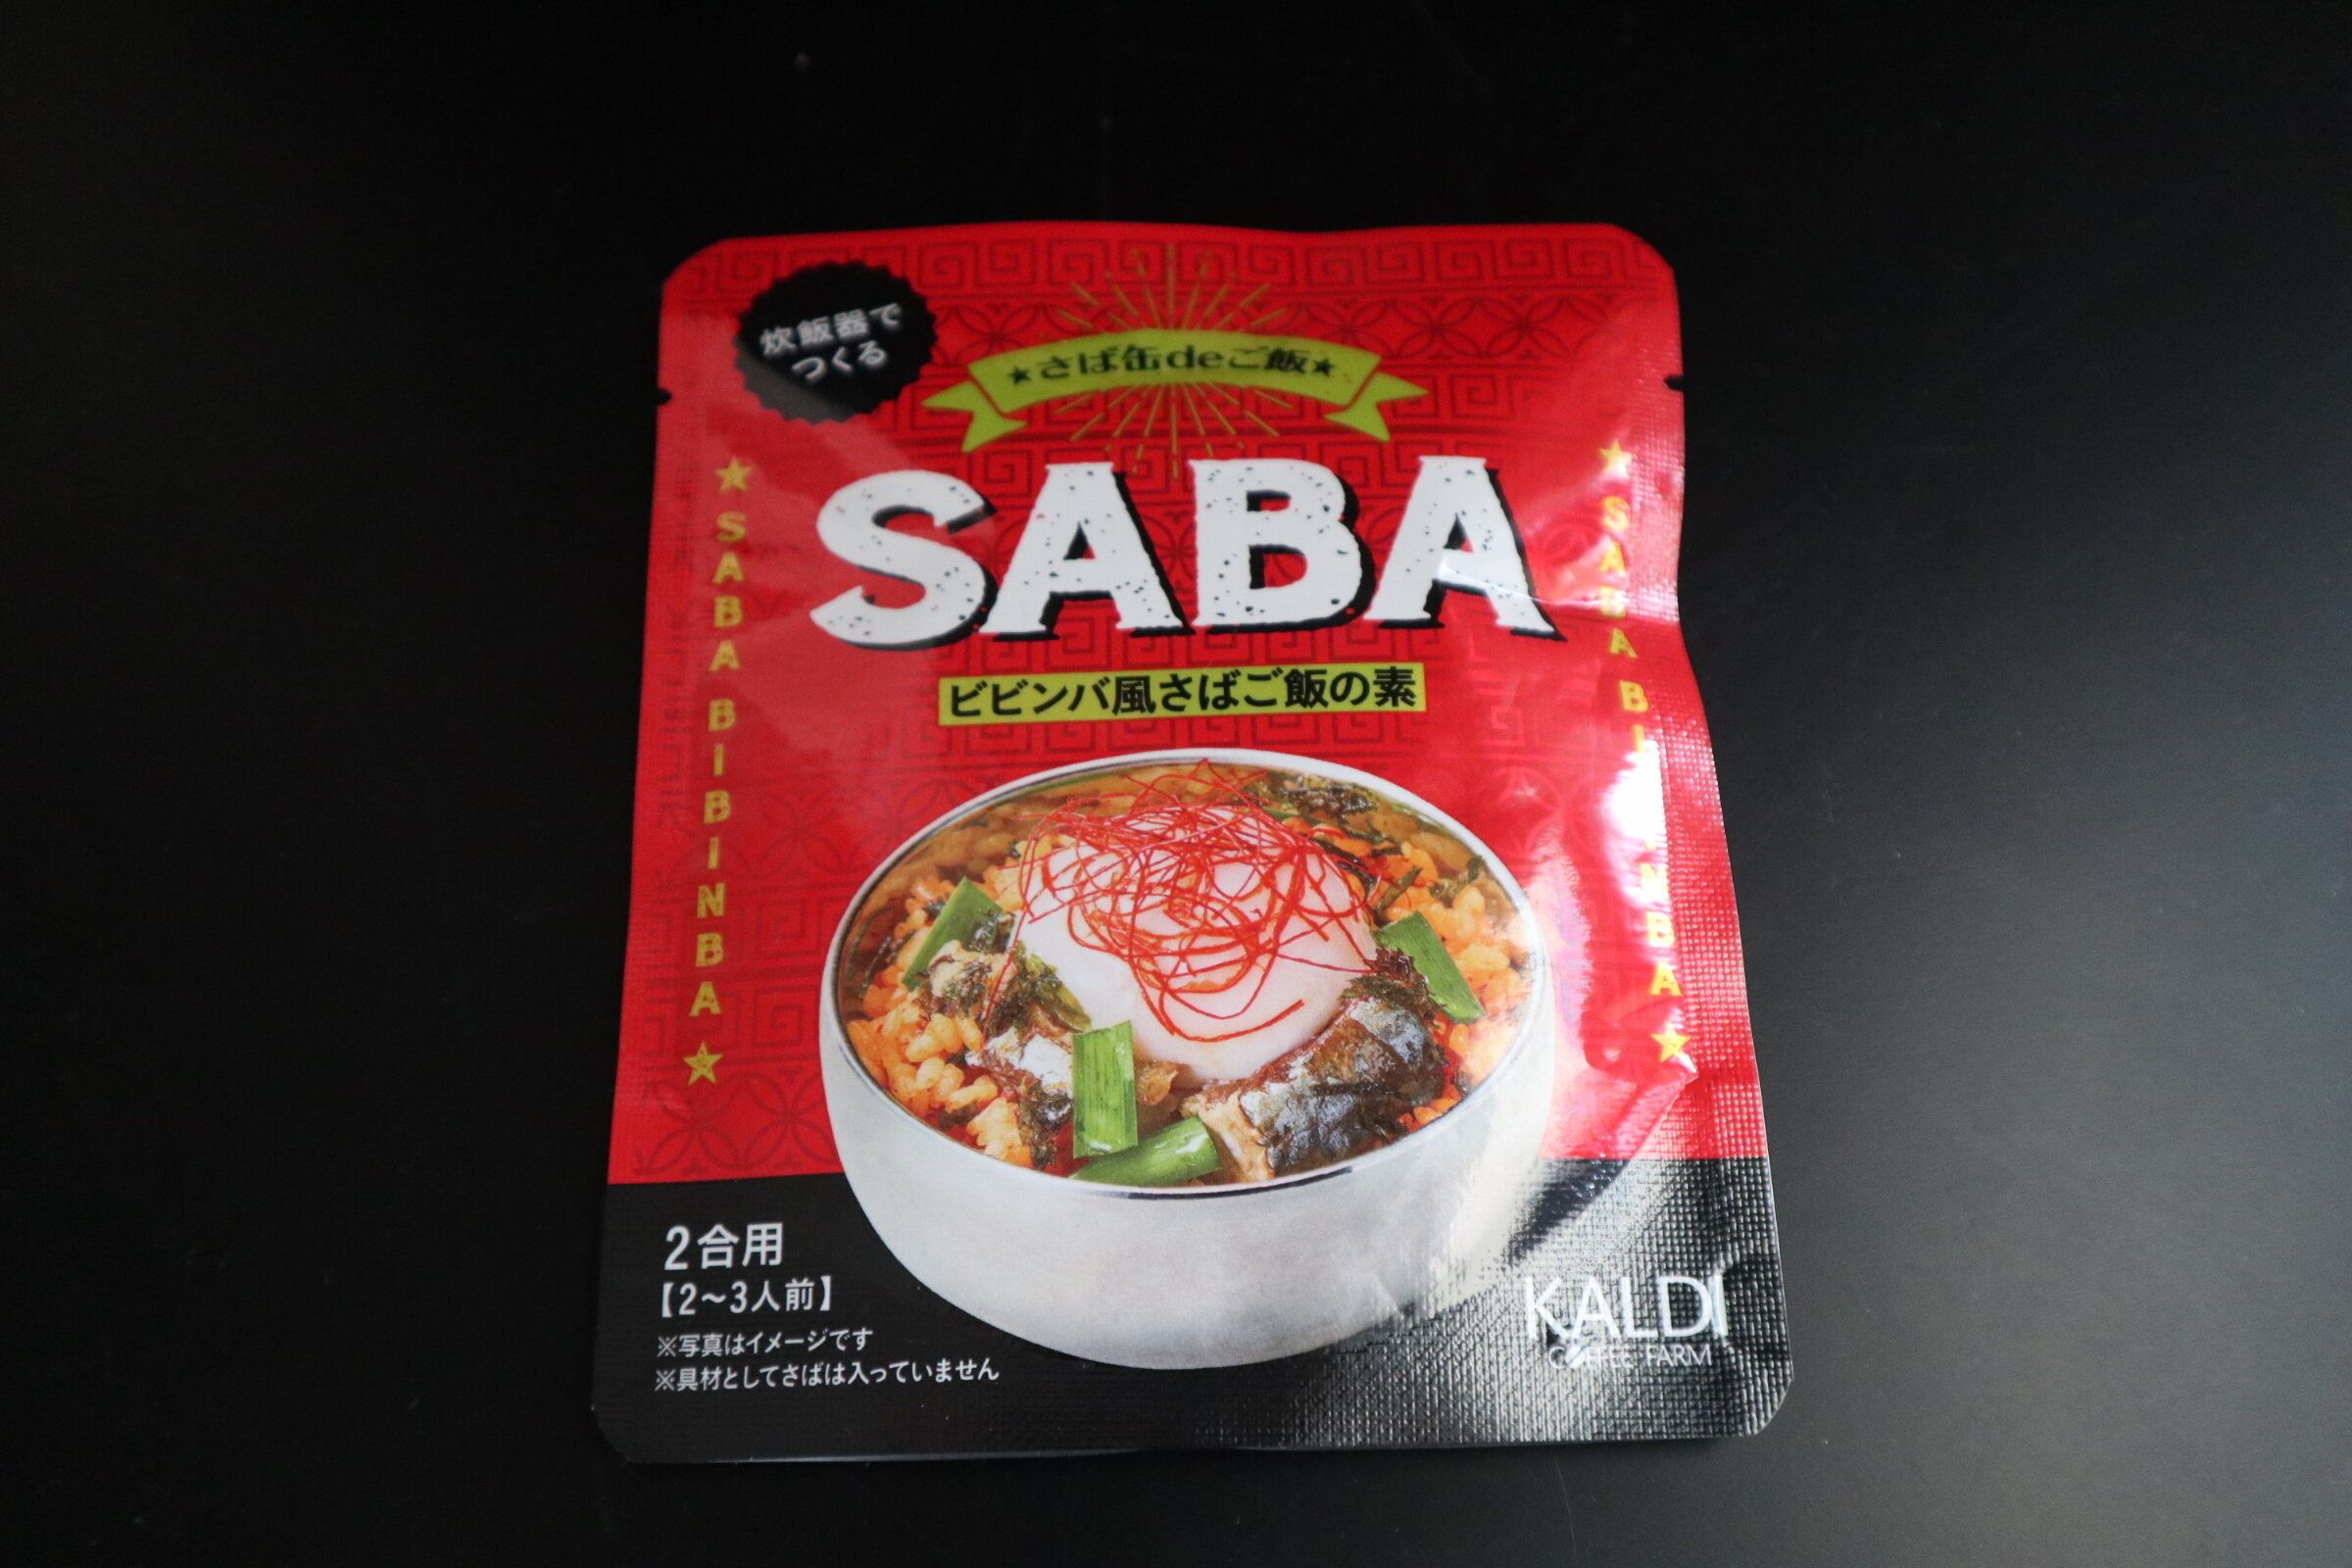 炊飯器で
つくる
★さば缶deご飯★
SABA
ビビンバ風さばご飯の素
★SABA BIBINBA★
★SABA BIBINBA★
2合用
【2〜3人前】
※写真はイメージです
※具材としてさばは入っていません
KALDI
COFFEE FARM